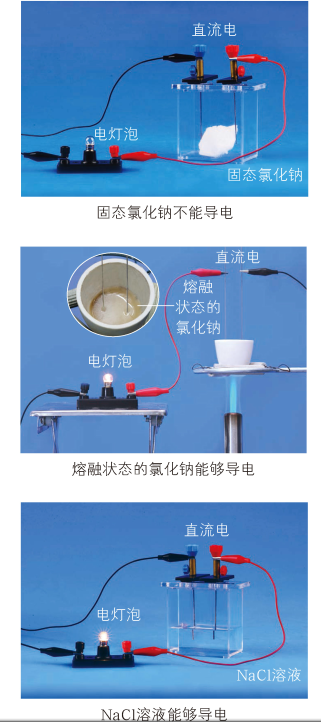 直流电
电灯泡
固态氯化钠
固态氯化钠不能导电
直流电
熔融
状态的
氯化钠
电灯泡
熔融状态的氯化钠能够导电
直流电
电灯泡
NaCl溶液
NaCl溶液能够导电